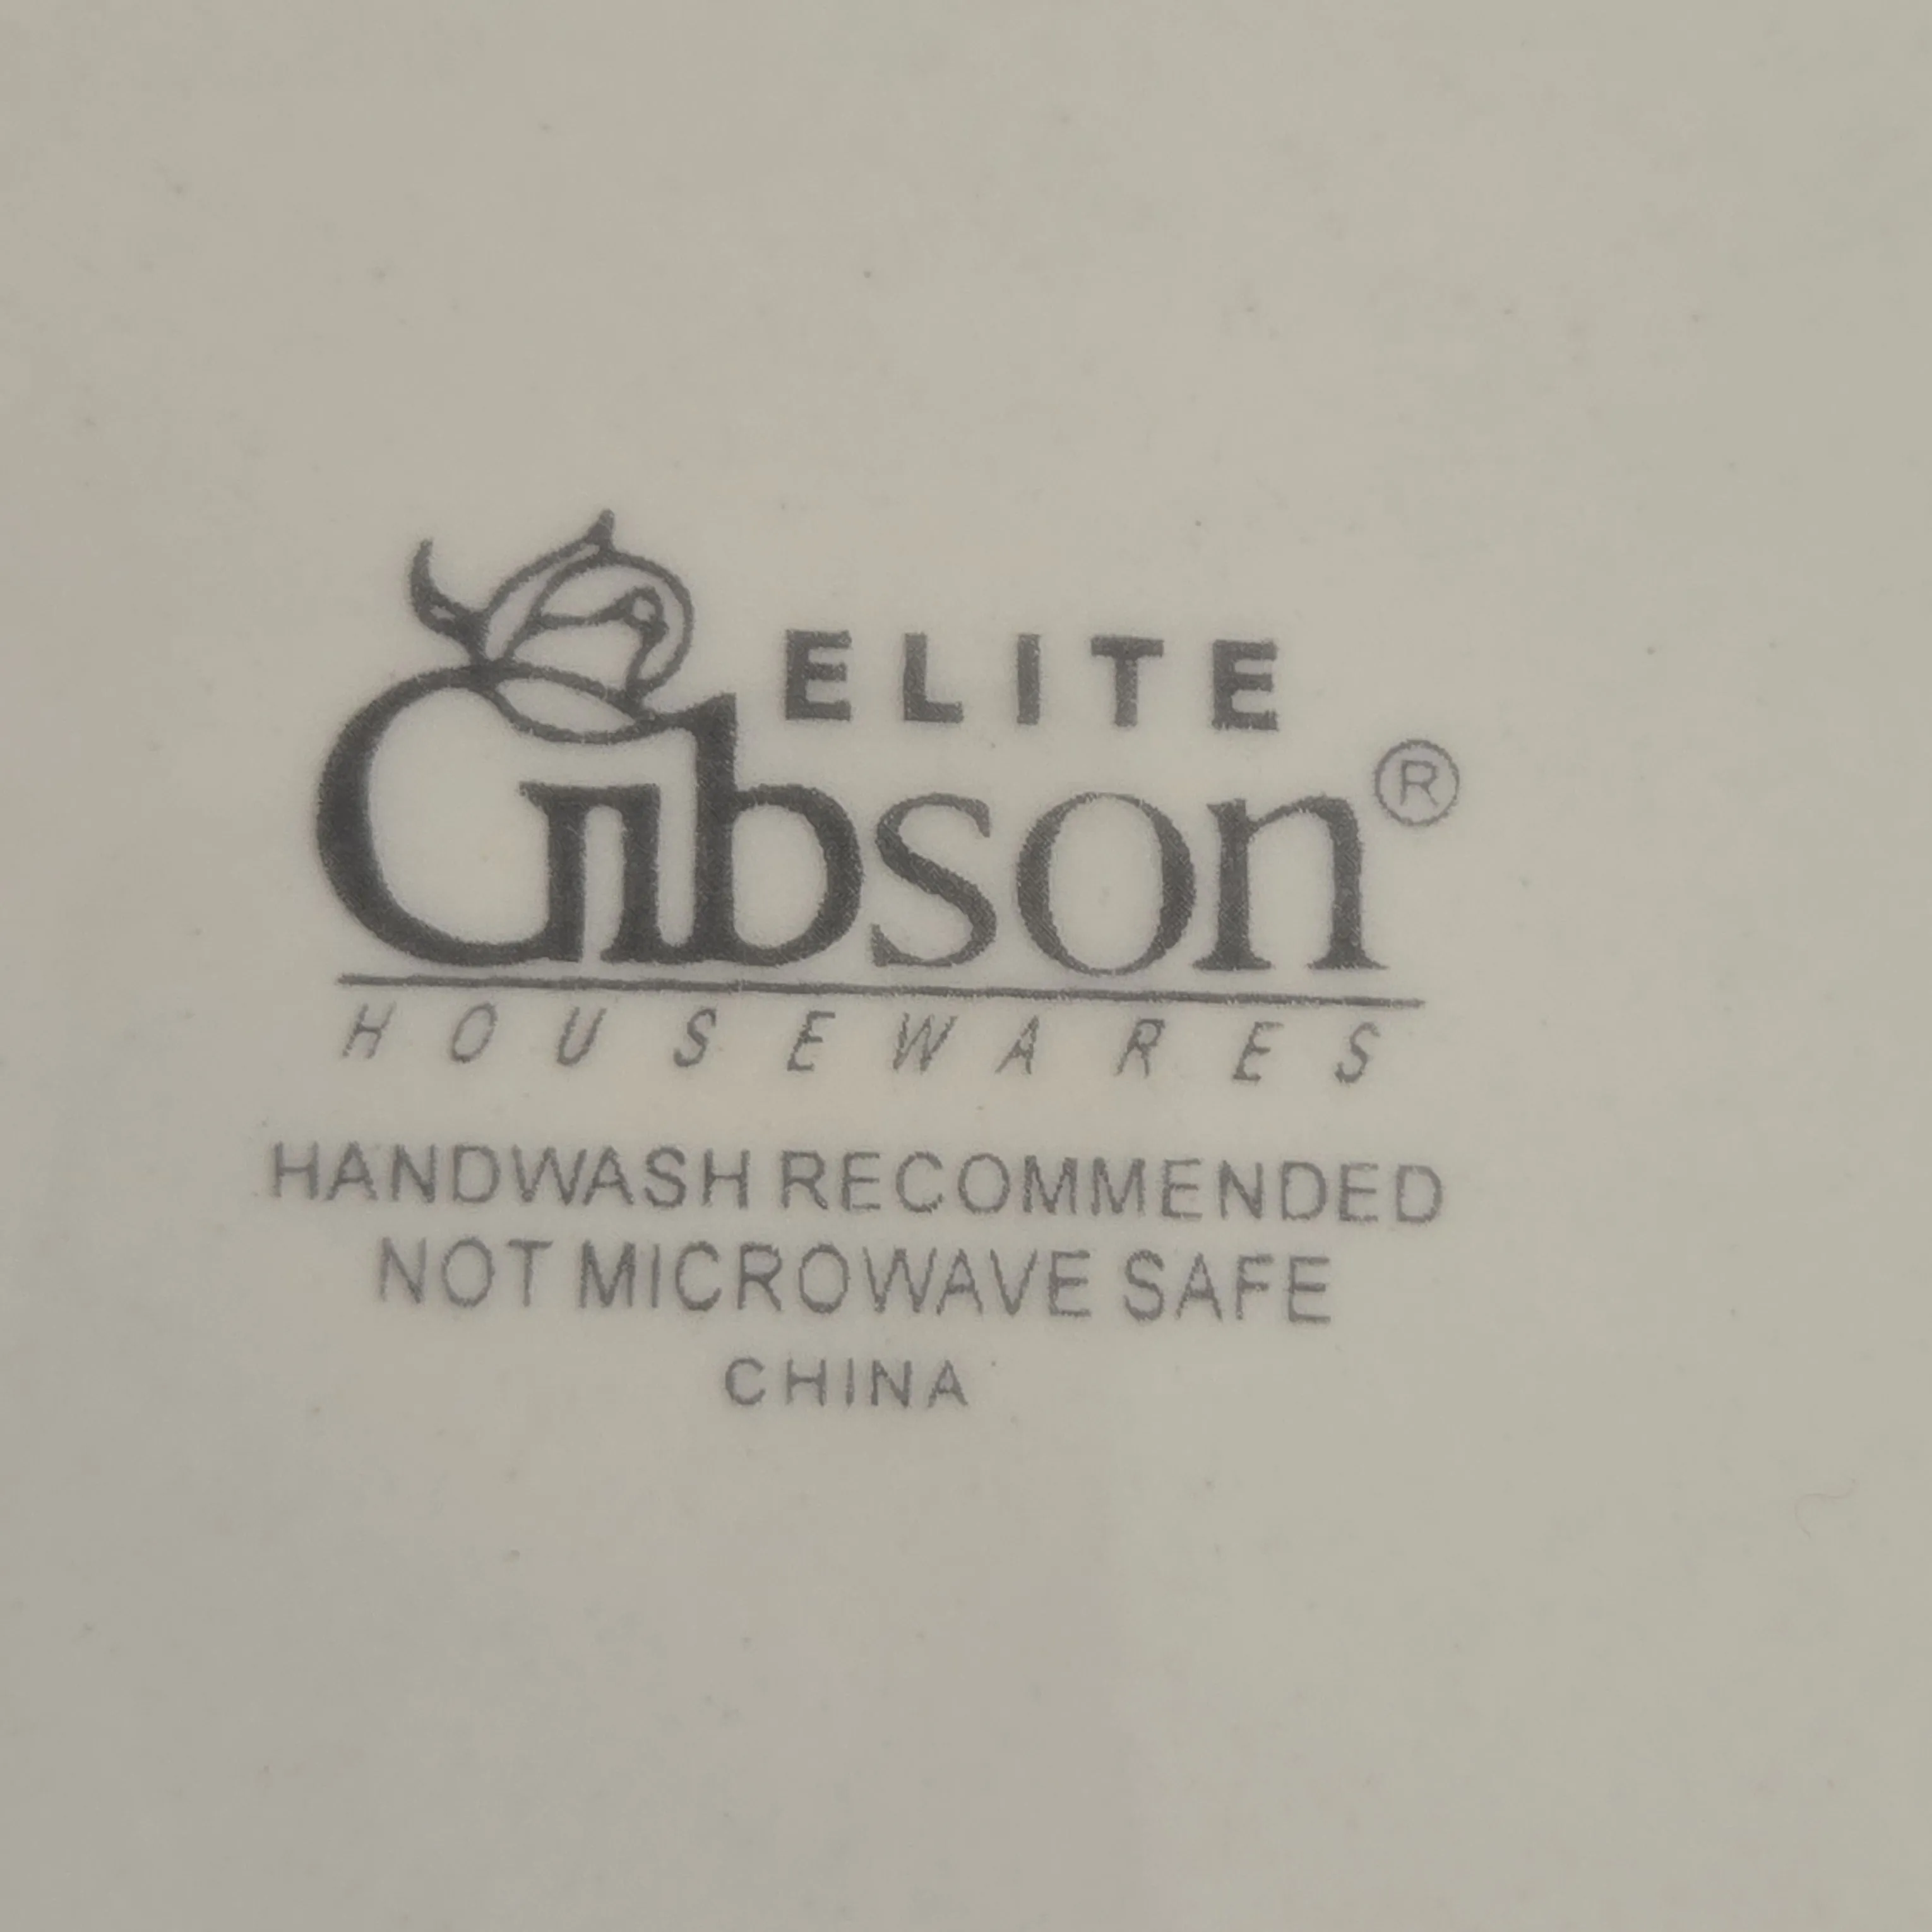 ELITE
Gibson®
HOUSEWARES
HANDWASH RECOMMENDED
NOT MICROWAVE SAFE
CHINA